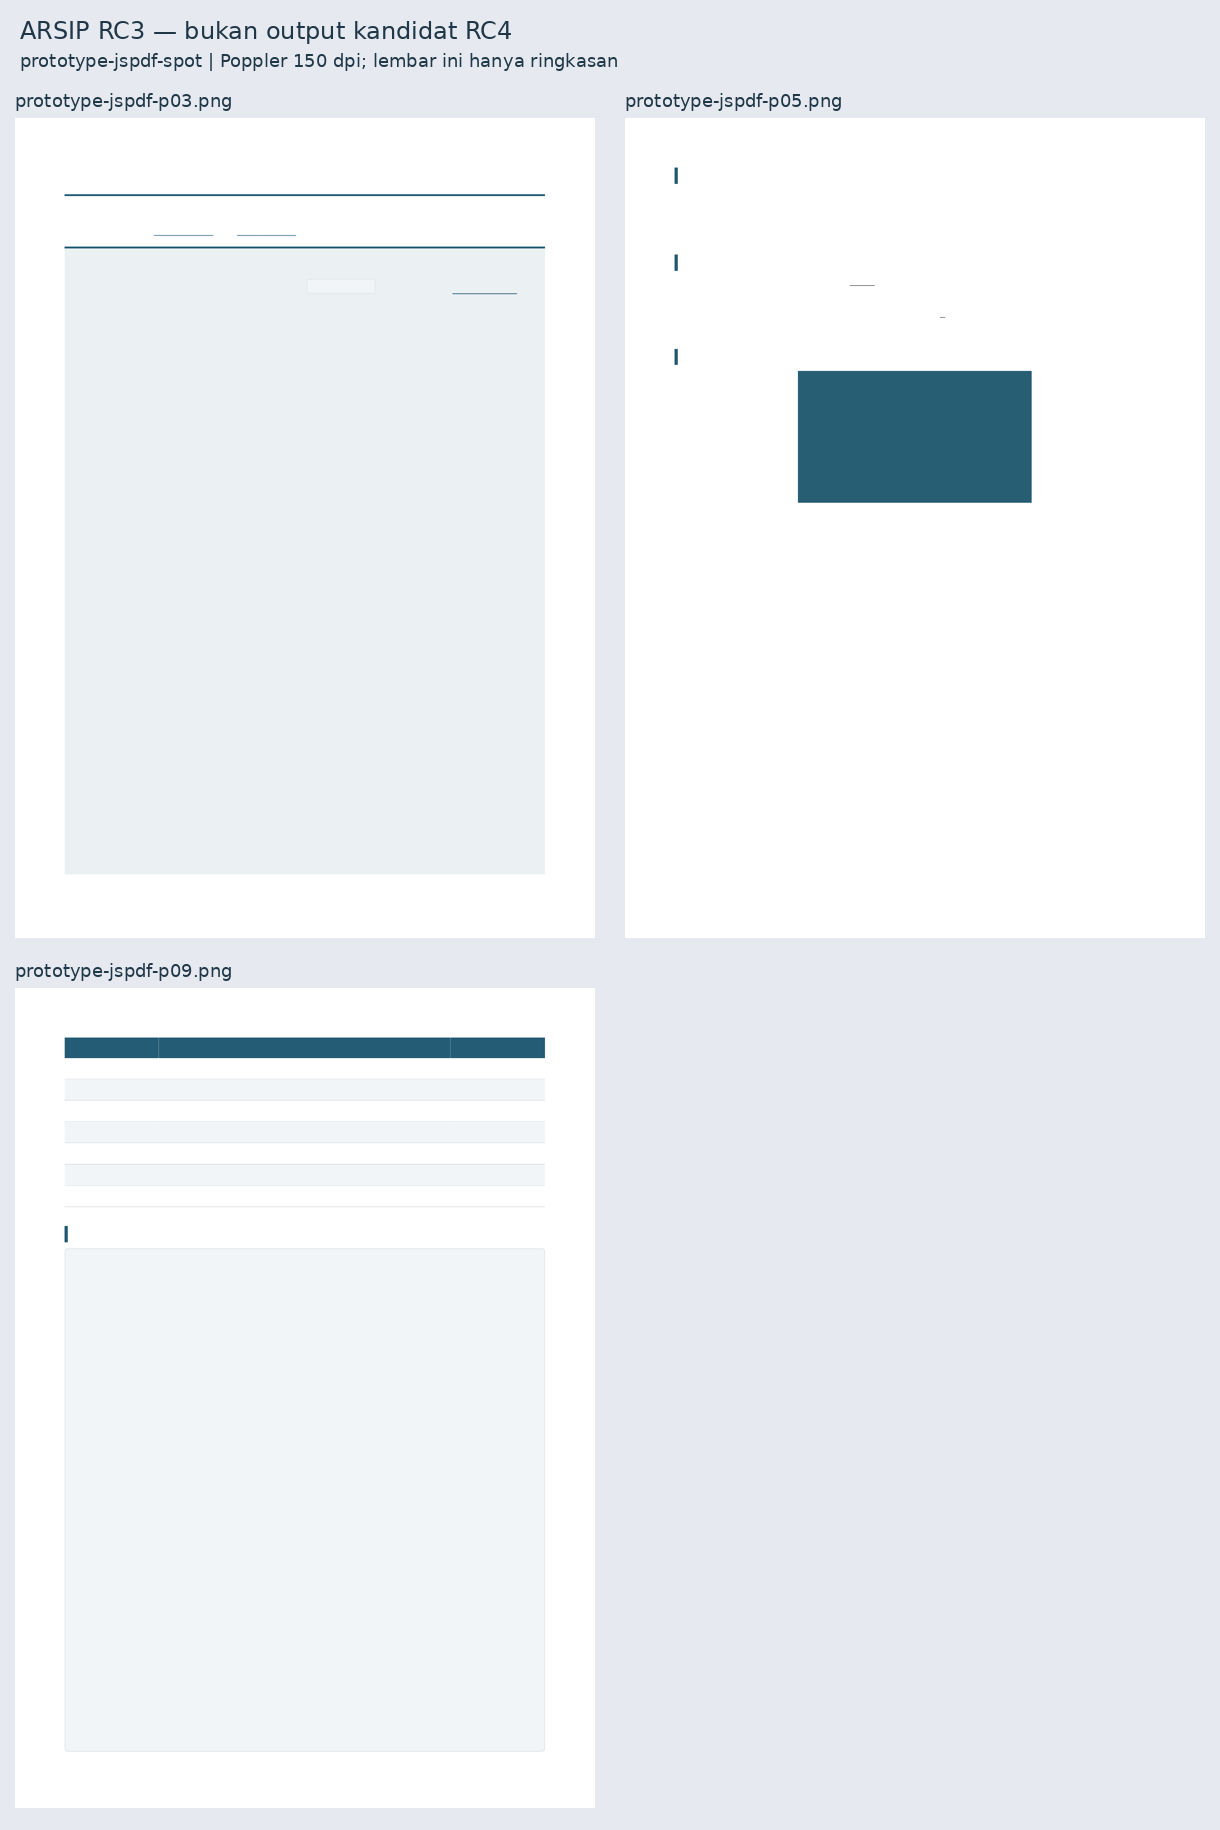 ARSIP RC3 — bukan output kandidat RC4
prototype-jspdf-spot | Poppler 150 dpi; lembar ini hanya ringkasan
prototype-jspdf-p03.png
prototype-jspdf-p05.png
prototype-jspdf-p09.png